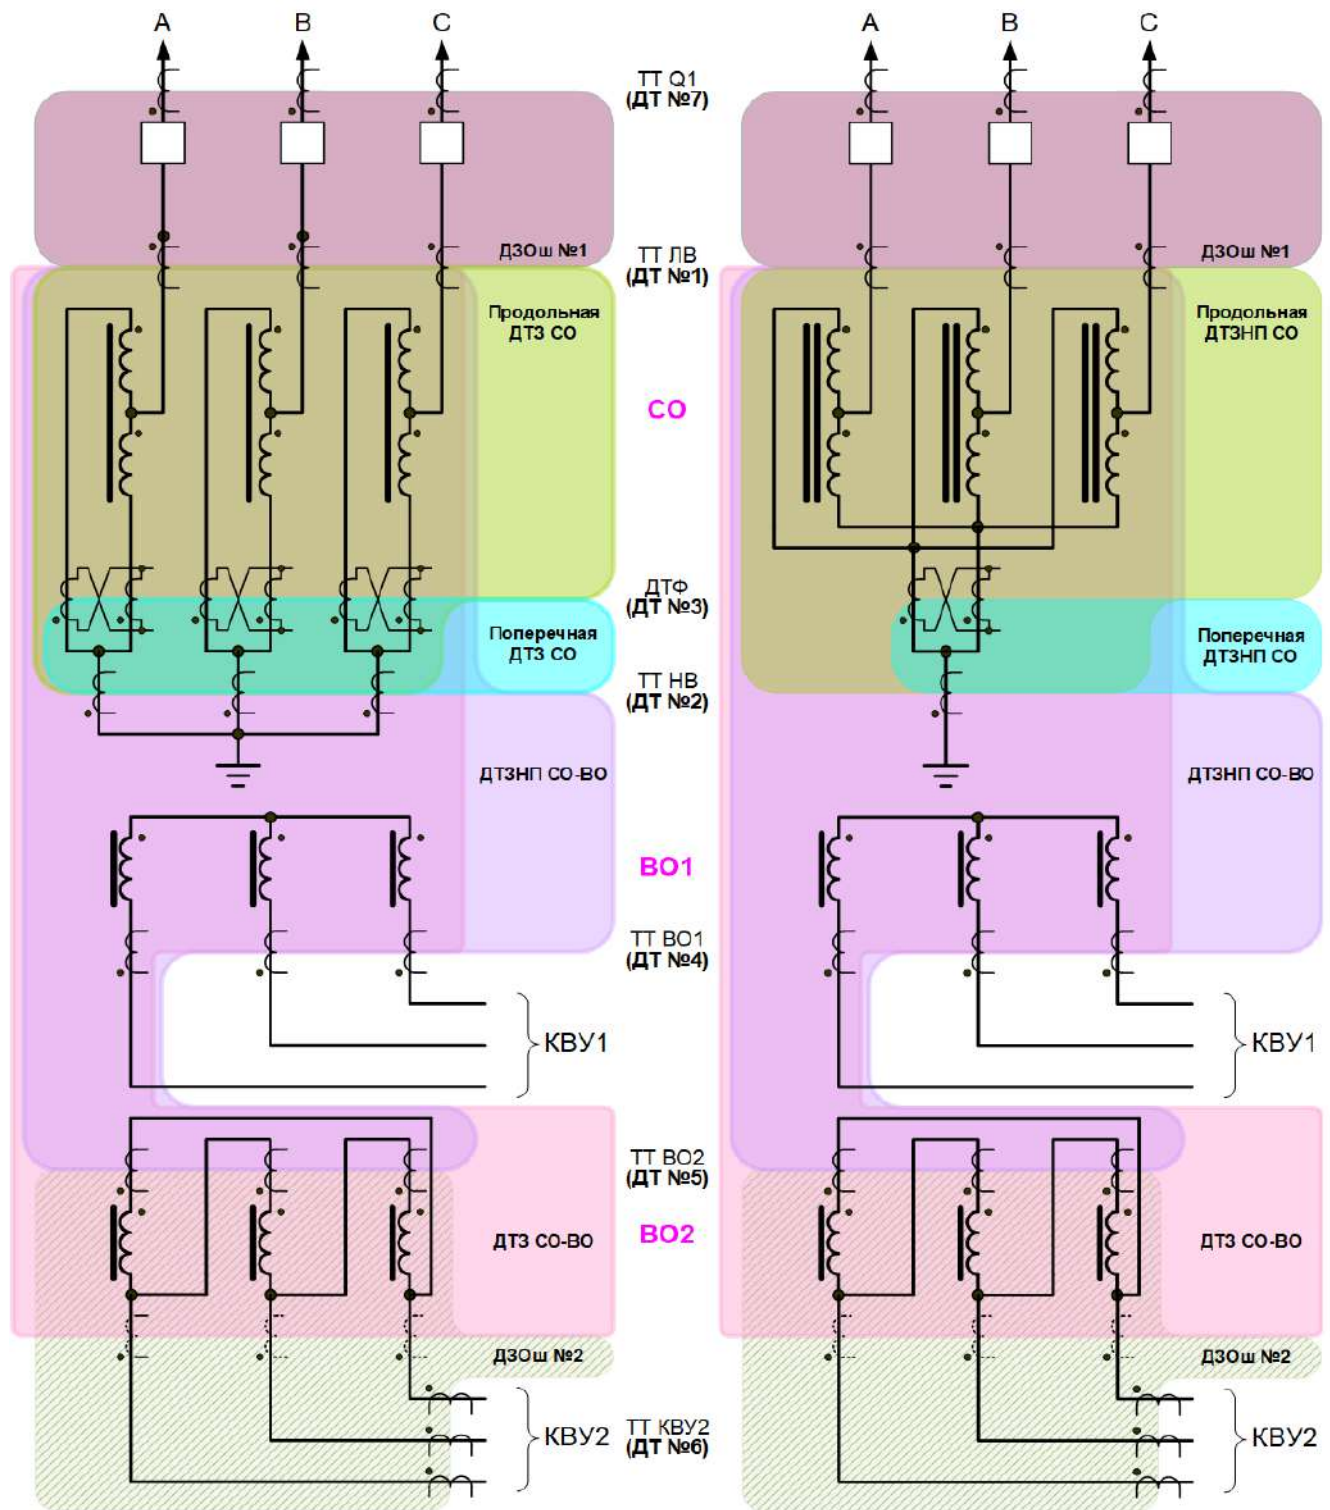 A B C
A B C
ТТ Q1
(ДТ №7)
ДЗОш №1
ТТ ЛВ
(ДТ №1)
ДЗОш №1
Продольная
ДТЗ СО
Продольная
ДТЗНП СО
СО
ДТФ
(ДТ №3)
Поперечная
ДТЗ СО
Поперечная
ДТЗНП СО
ТТ НВ
(ДТ №2)
ДТЗНП СО-ВО
ДТЗНП СО-ВО
ВО1
ТТ ВО1
(ДТ №4)
КВУ1
КВУ1
ТТ ВО2
(ДТ №5)
ВО2
ДТЗ СО-ВО
ДТЗ СО-ВО
ДЗОш №2
ДЗОш №2
КВУ2
ТТ КВУ2
(ДТ №6)
КВУ2